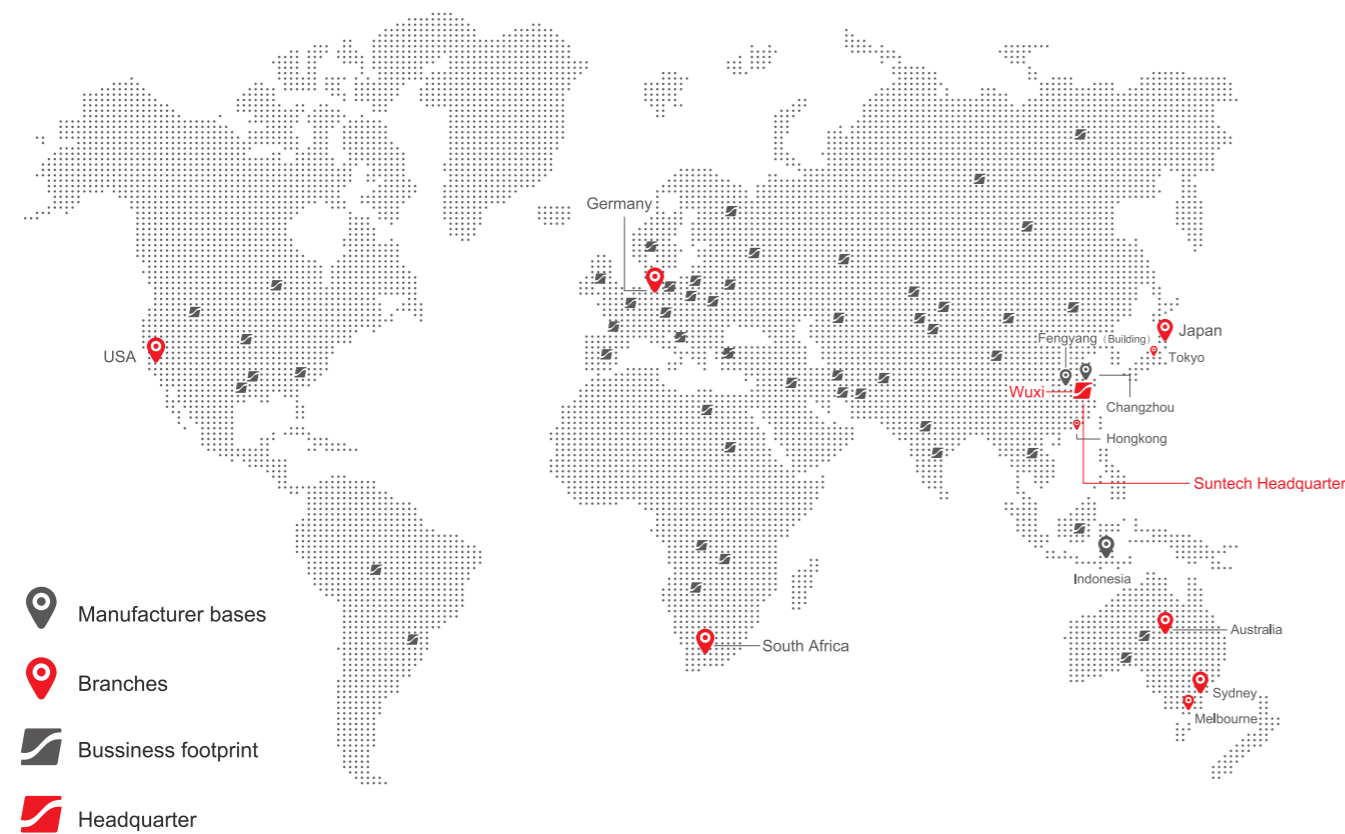 Germany
USA
Fengyang（Building）
Japan
Tokyo
Wuxi
Changzhou
Hongkong
Suntech Headquarter
Indonesia
Manufacturer bases
South Africa
Australia
Branches
Sydney
Melbourne
Bussiness footprint
Headquarter